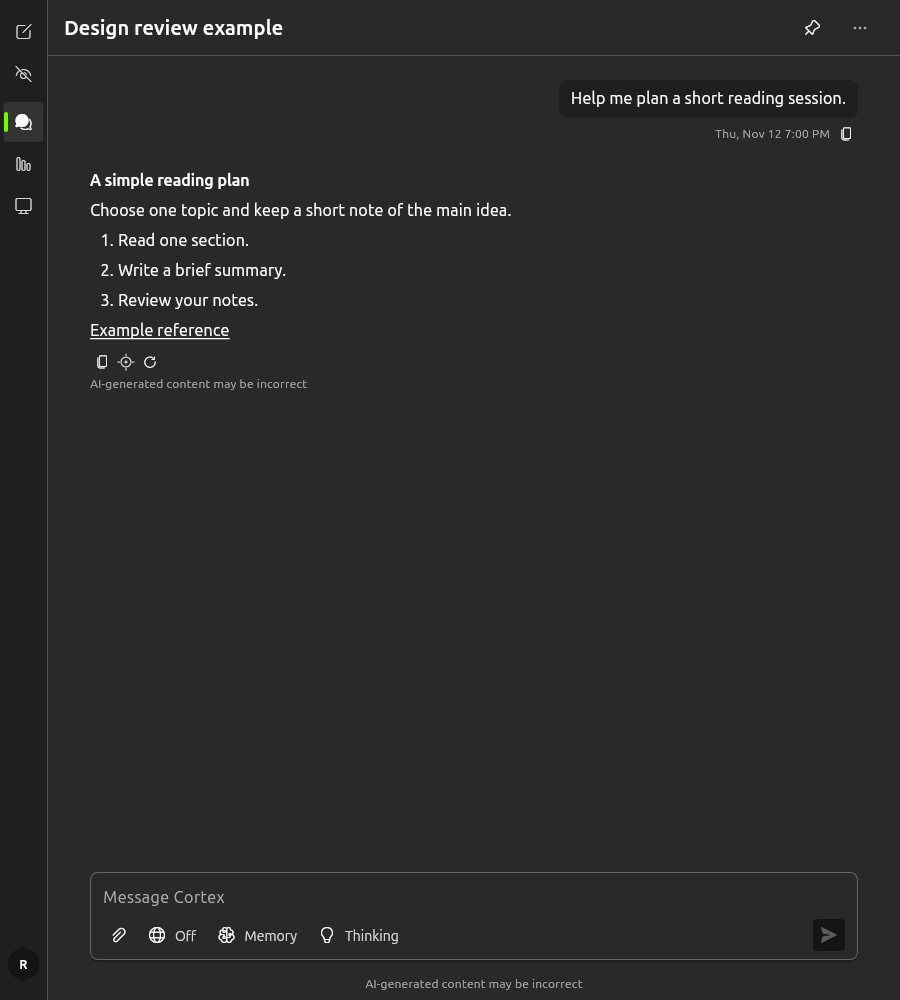 Design review example
Help me plan a short reading session.
Thu, Nov 12 7:00 PM
A simple reading plan
Choose one topic and keep a short note of the main idea.
1. Read one section.
2. Write a brief summary.
3. Review your notes.
Example reference
AI-generated content may be incorrect
Message Cortex
Off Memory Thinking
R
AI-generated content may be incorrect